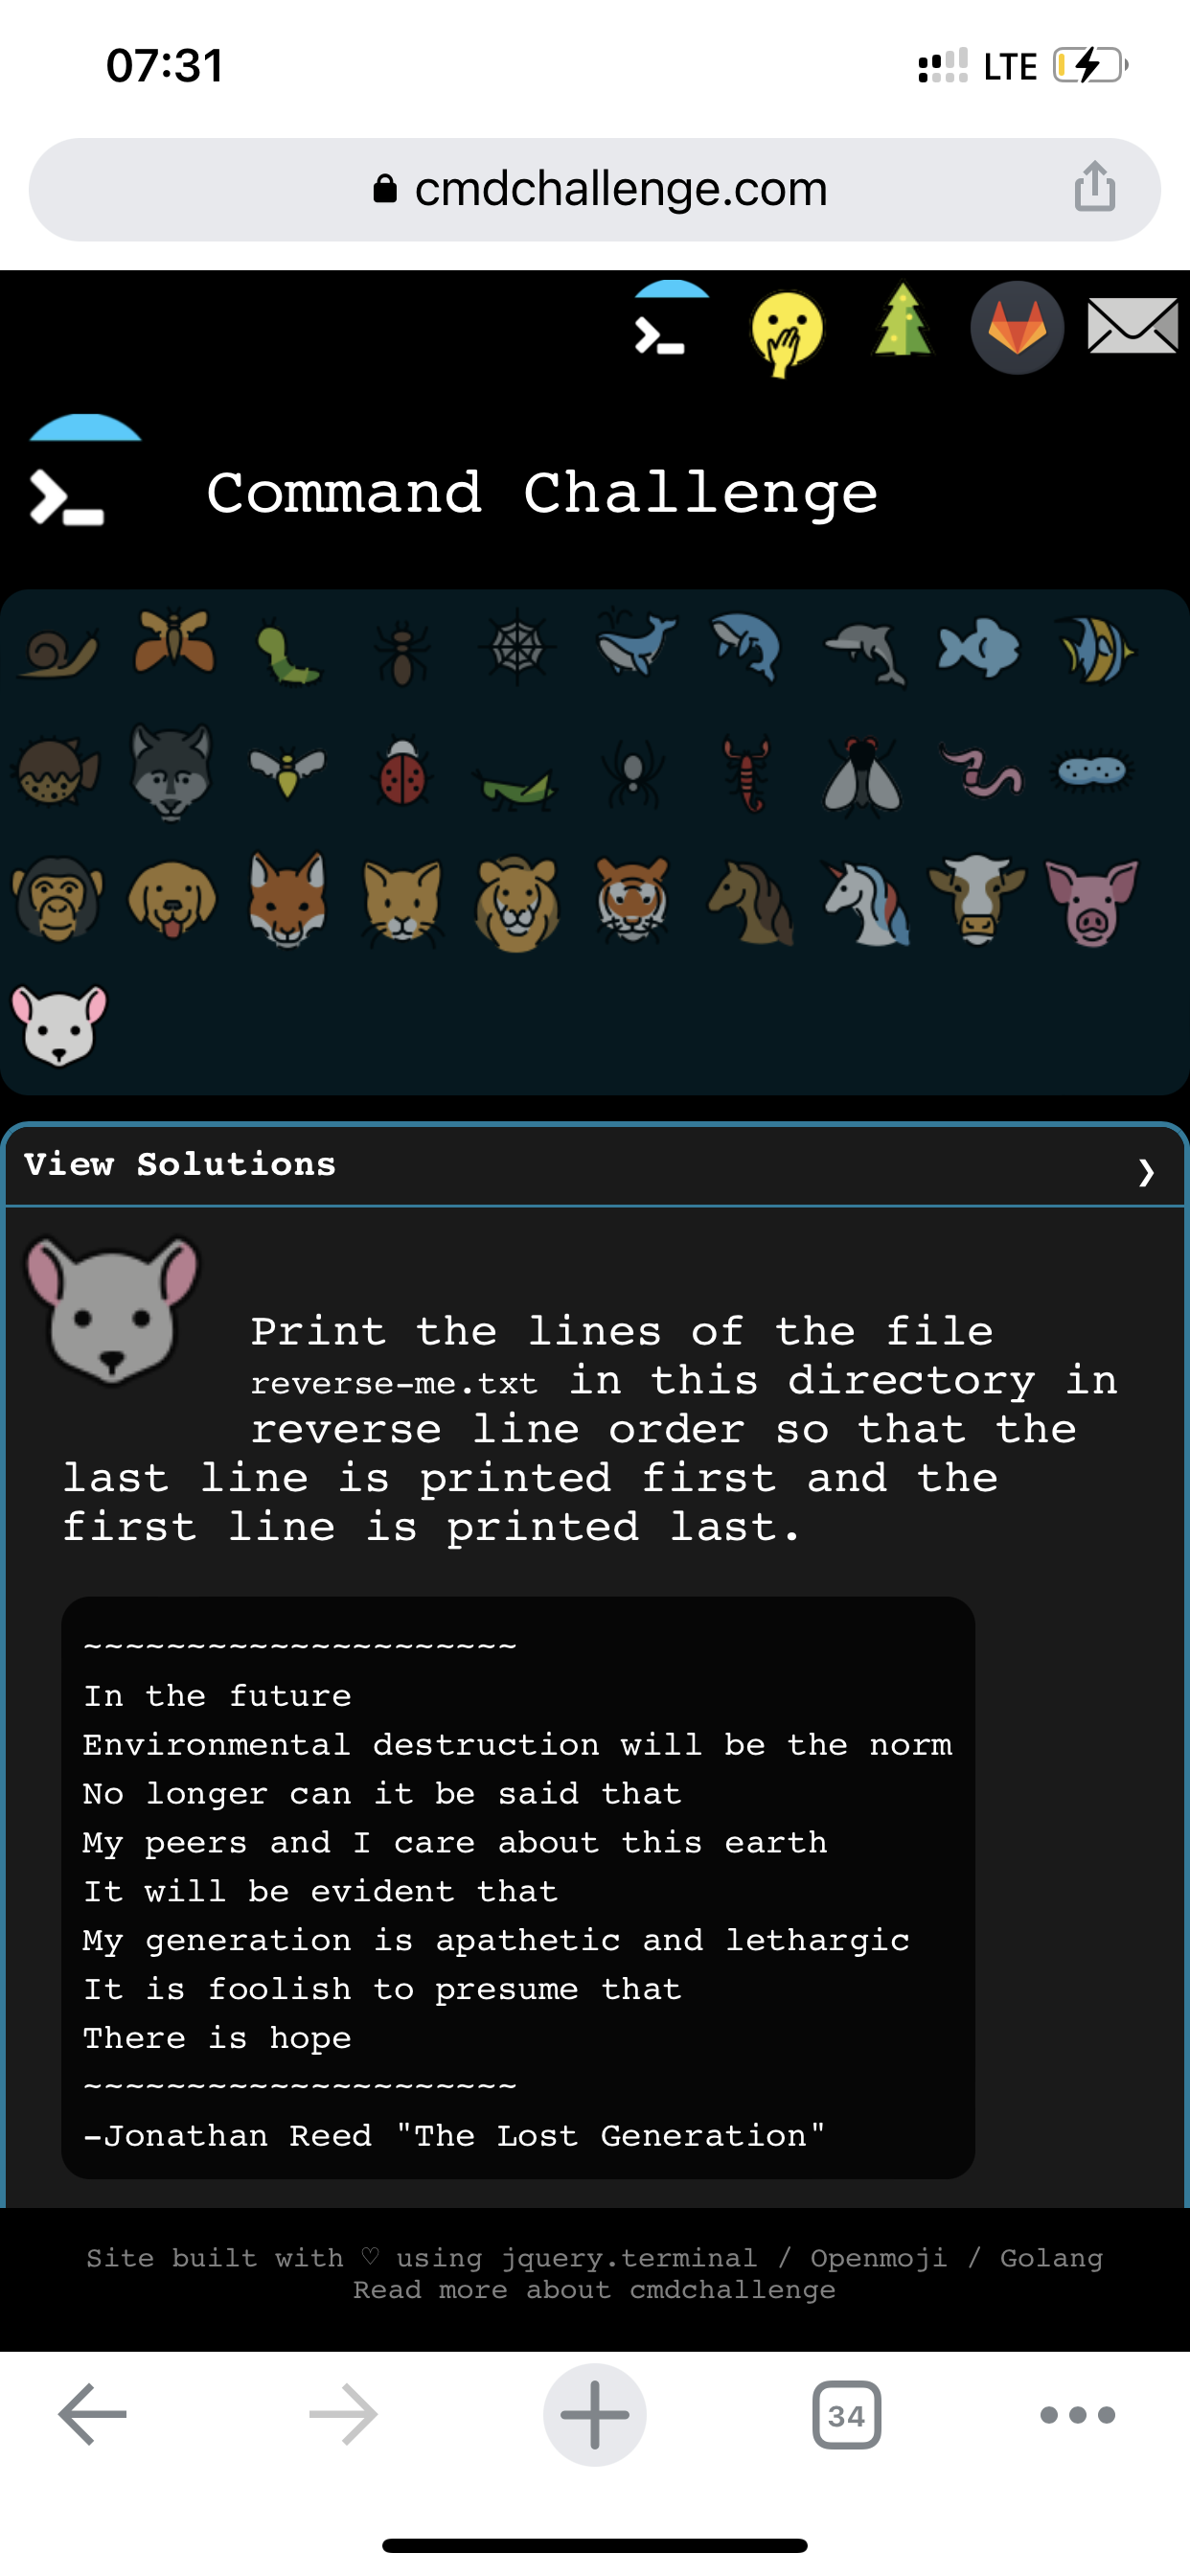 07:31
LTE
cmdchallenge.com
Command Challenge
View Solutions ❯
Print the lines of the file
reverse-me.txt in this directory in
reverse line order so that the
last line is printed first and the
first line is printed last.
~~~~~~~~~~~~~~~~~~~~~
In the future
Environmental destruction will be the norm
No longer can it be said that
My peers and I care about this earth
It will be evident that
My generation is apathetic and lethargic
It is foolish to presume that
There is hope
~~~~~~~~~~~~~~~~~~~~~
-Jonathan Reed "The Lost Generation"
Site built with ♡ using jquery.terminal / Openmoji / Golang
Read more about cmdchallenge
34